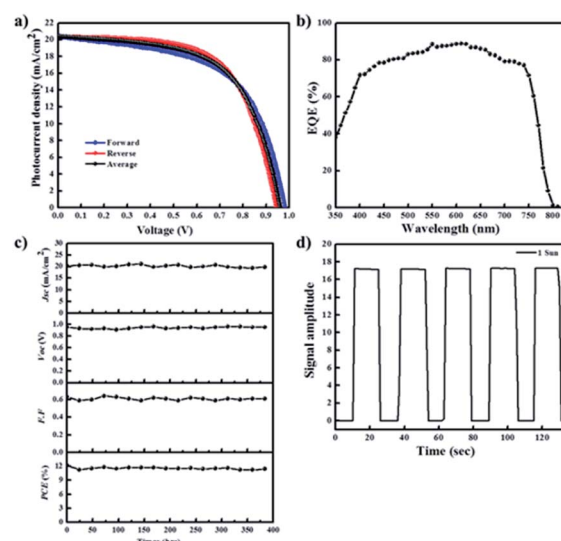 a)
Photocurrent density (mA/cm²)
22
20
18
16
14
12
10
8
6
4
2
0
Forward
Reverse
Average
0.0 0.1 0.2 0.3 0.4 0.5 0.6 0.7 0.8 0.9 1.0
Voltage (V)
b)
EQE (%)
100
80
60
40
20
0
350 400 450 500 550 600 650 700 750 800
Wavelength (nm)
c)
Jsc (mA/cm²)
30
25
20
15
10
5
0
Voc (V)
1.0
0.8
0.6
0.4
0.2
0.0
F.F
0.6
0.4
0.2
0.0
PCE (%)
12
9
6
3
0
0 50 100 150 200 250 300 350 400
d)
Signal amplitude
20
18
16
14
12
10
8
6
4
2
0
-2
1 Sun
0 20 40 60 80 100 120
Time (sec)